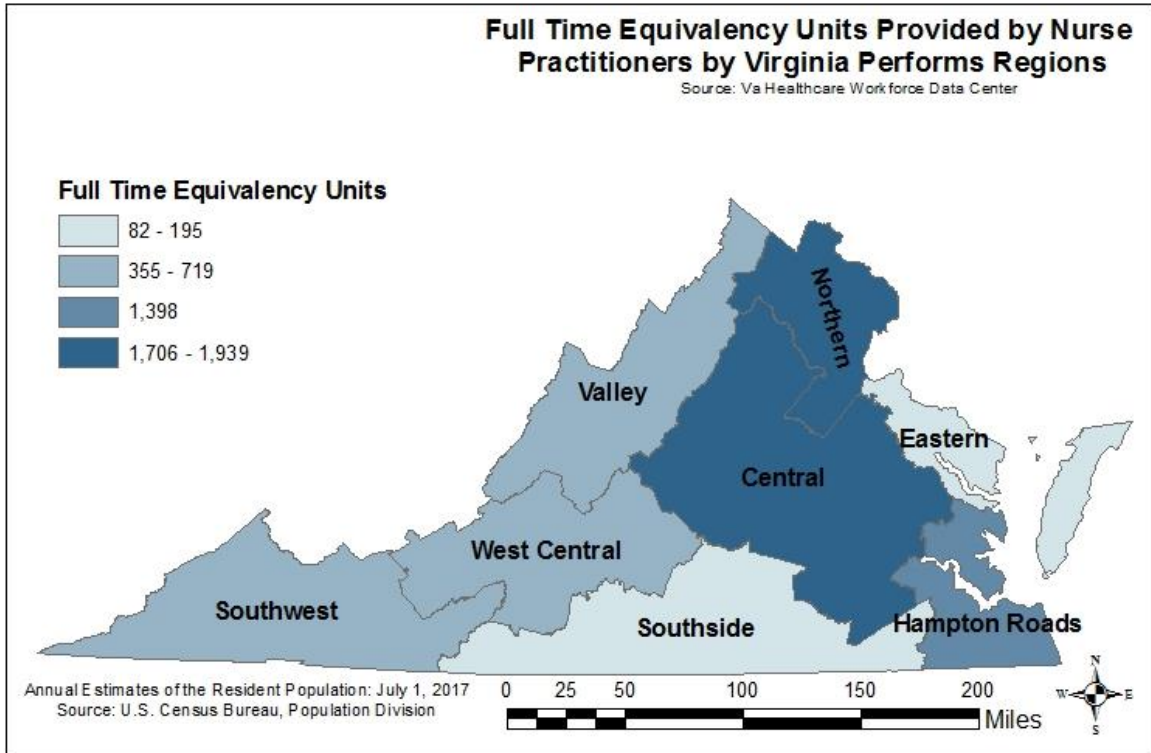 Full Time Equivalency Units Provided by Nurse
Practitioners by Virginia Performs Regions
Source: Va Healthcare Workforce Data Center
Full Time Equivalency Units
82 - 195
355 - 719
1,398
1,706 - 1,939
Northern
Valley
Eastern
Central
West Central
Southwest
Southside
Hampton Roads
Annual Estimates of the Resident Population: July 1, 2017
Source: U.S. Census Bureau, Population Division
0 25 50 100 150 200
Miles
N
W E
S